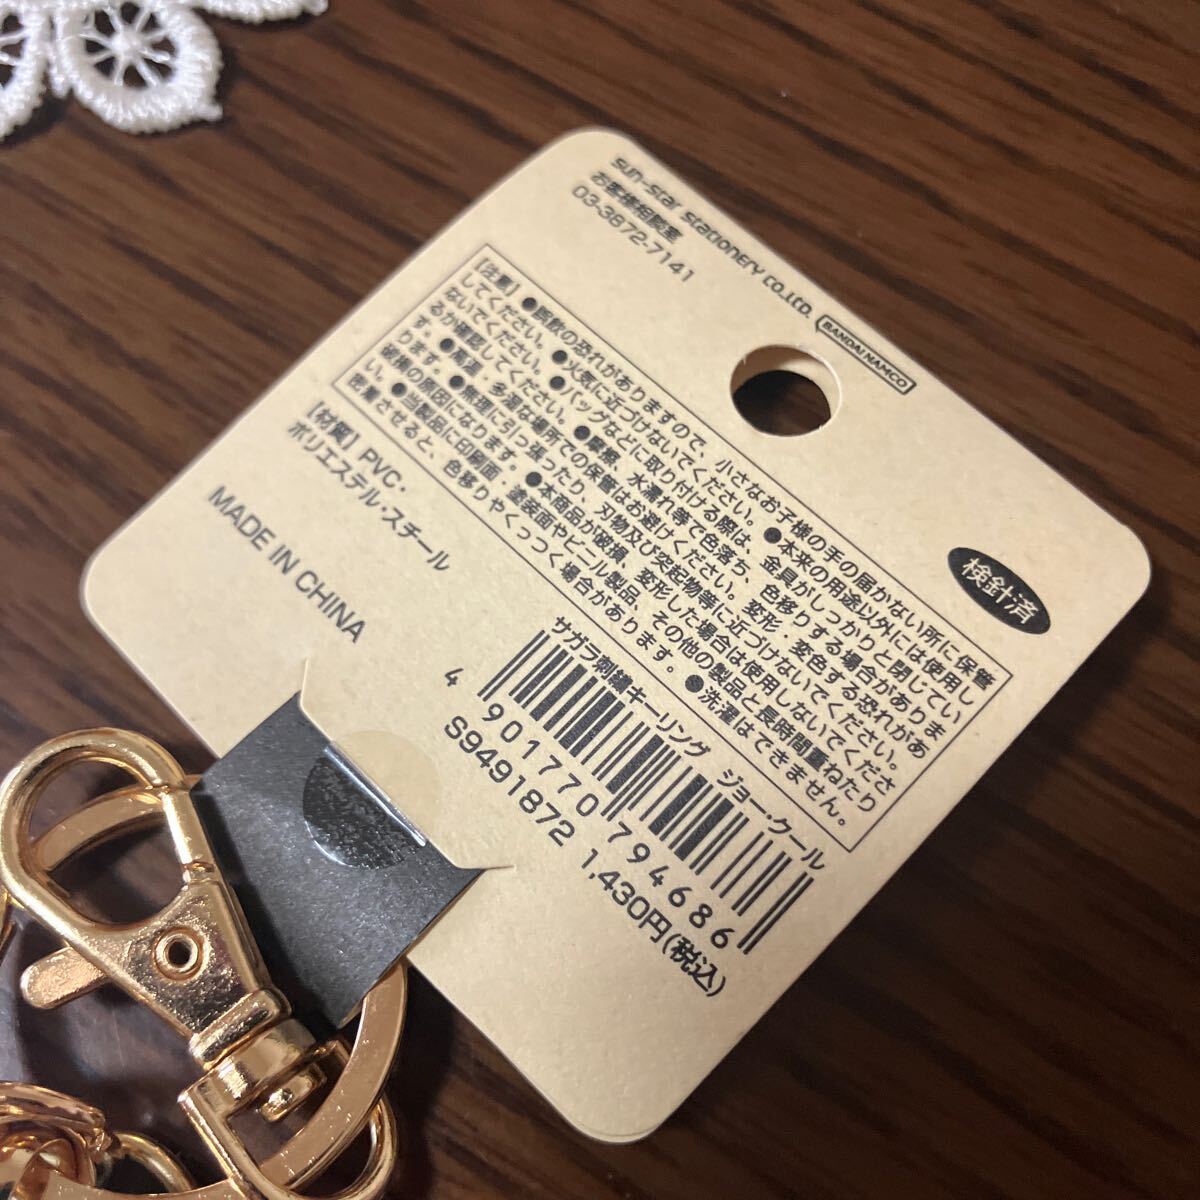 sun-star stationery co.,ltd. BANDAI NAMCO
お客様相談室
03-3872-7141
検針済
【注意】●誤飲の恐れがありますので、小さなお子様の手の届かない所に保管
してください。●火気に近づけないでください。●本来の用途以外には使用し
ないでください。●バッグなどに取り付ける際は、金具がしっかりと閉じてい
るか確認してください。●摩擦、水濡れ等で色落ち、色移りする場合がありま
す。●高温・多湿な場所での保管はお避けください。変形・変色する恐れがあ
ります。●無理に引っ張ったり、刃物及び突起物等に近づけないでください。
破損の原因になります。●本商品が破損、変形した場合は使用しないでくださ
い。●当製品に印刷面・塗装面やビニール製品、その他の製品と長時間重ねたり
密着させると、色移りやくっつく場合があります。●洗濯はできません。
【材質】PVC・
ポリエステル・スチール
MADE IN CHINA
サガラ刺繍キーリング ジョー・クール
4 901770 794686
S9491872 1,430円(税込)